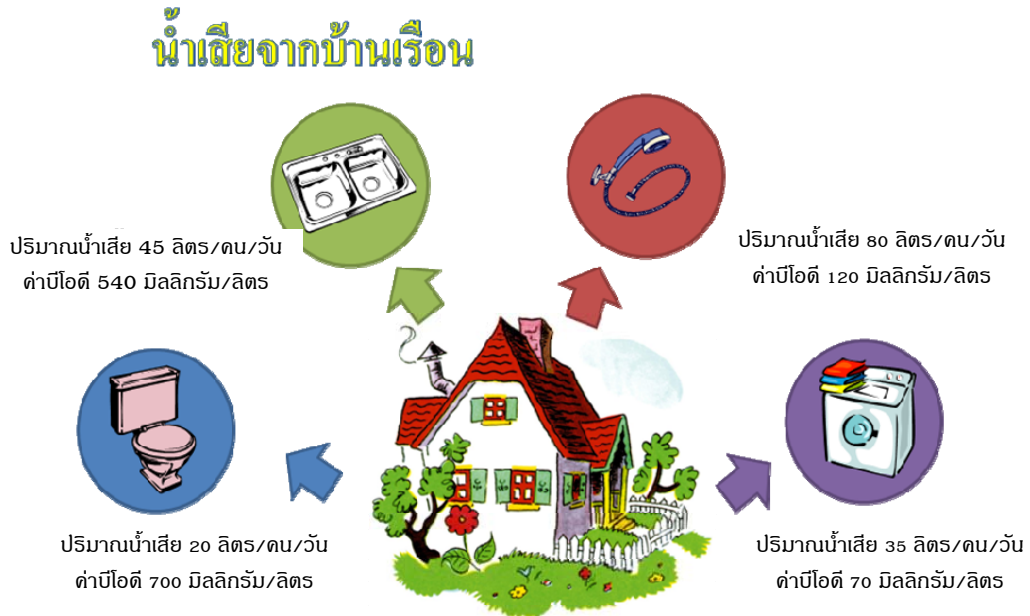 น้ำเสียจากบ้านเรือน
ปริมาณน้ำเสีย 45 ลิตร/คน/วัน
ค่าบีโอดี 540 มิลลิกรัม/ลิตร
ปริมาณน้ำเสีย 80 ลิตร/คน/วัน
ค่าบีโอดี 120 มิลลิกรัม/ลิตร
ปริมาณน้ำเสีย 20 ลิตร/คน/วัน
ค่าบีโอดี 700 มิลลิกรัม/ลิตร
ปริมาณน้ำเสีย 35 ลิตร/คน/วัน
ค่าบีโอดี 70 มิลลิกรัม/ลิตร